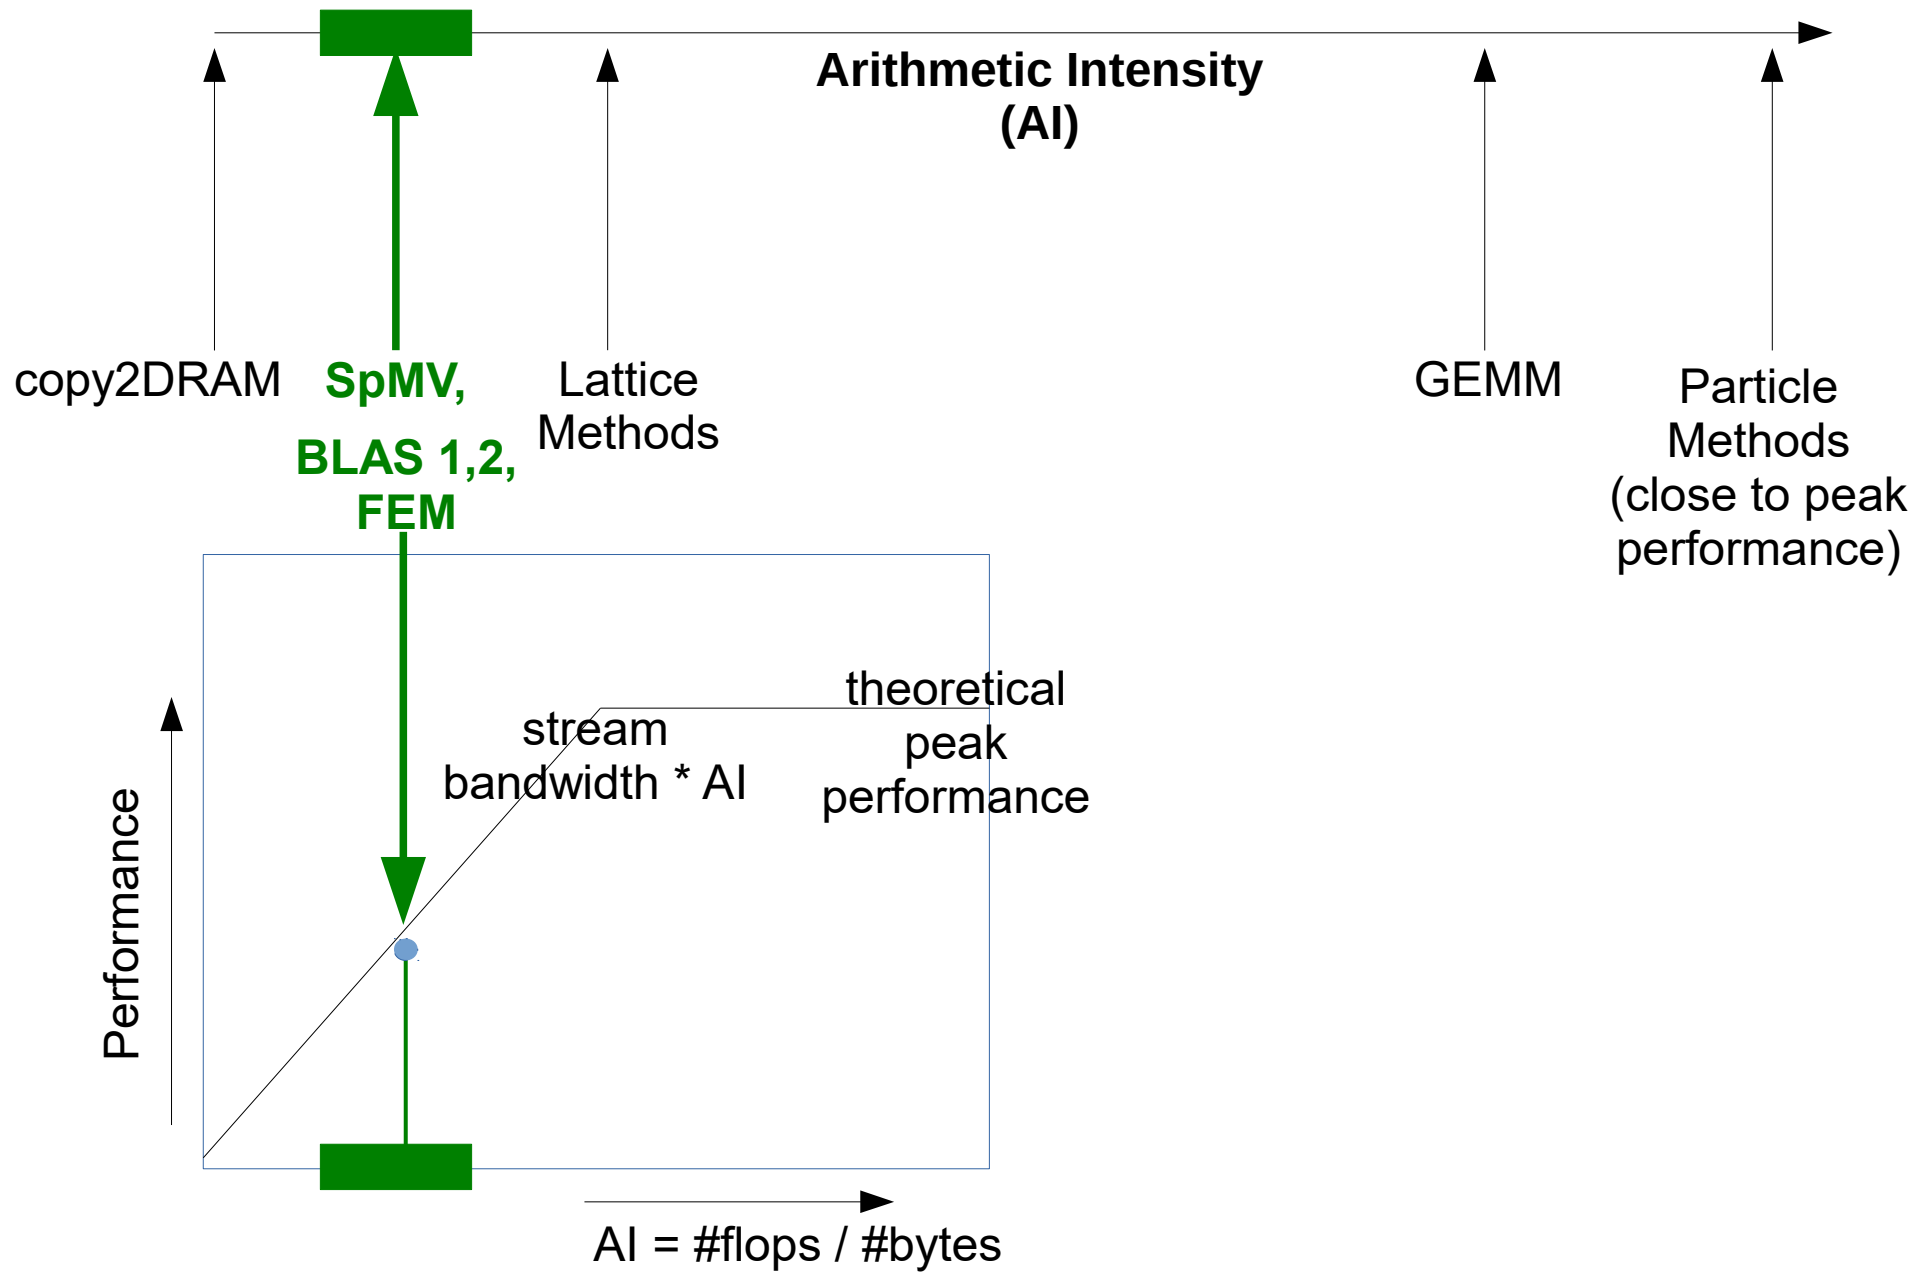 Arithmetic Intensity
(AI)
copy2DRAM
SpMV,
BLAS 1,2,
FEM
Lattice
Methods
GEMM
Particle
Methods
(close to peak
performance)
stream
bandwidth * AI
theoretical
peak
performance
Performance
AI = #flops / #bytes